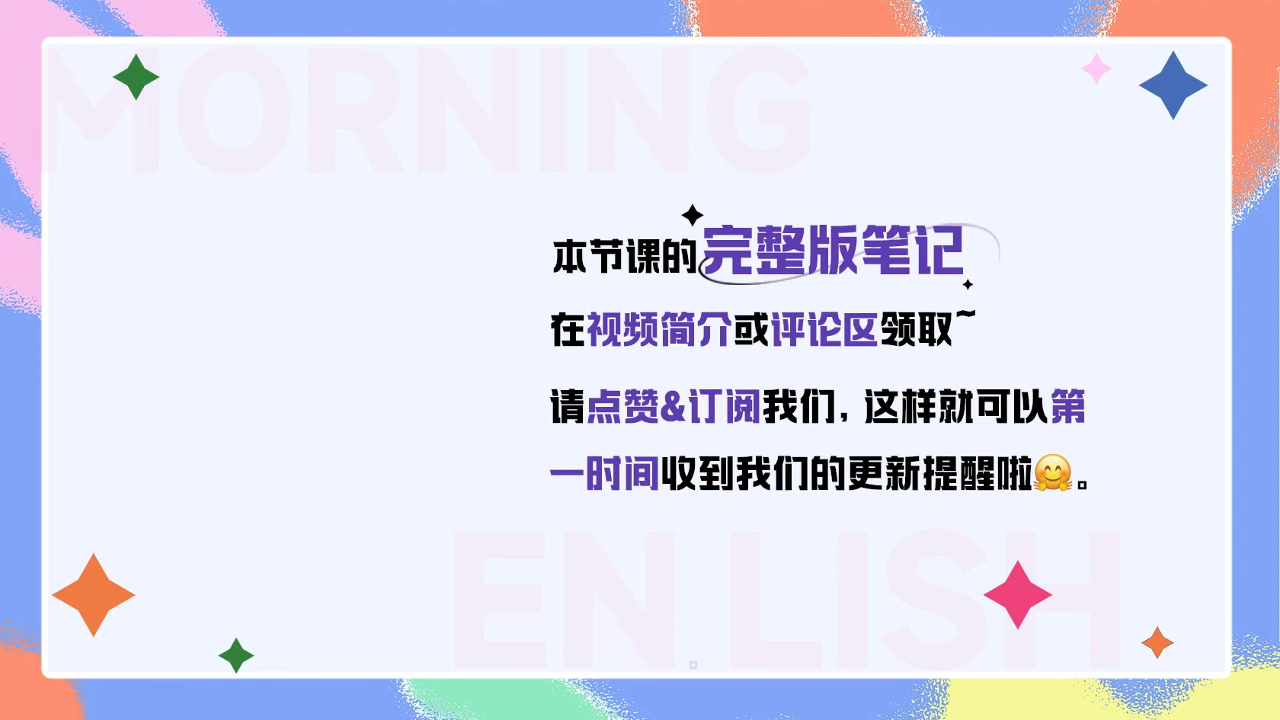 MORNING
本节课的完整版笔记
在视频简介或评论区领取~
请点赞&订阅我们，这样就可以第
一时间收到我们的更新提醒啦🤗。
EN LISH